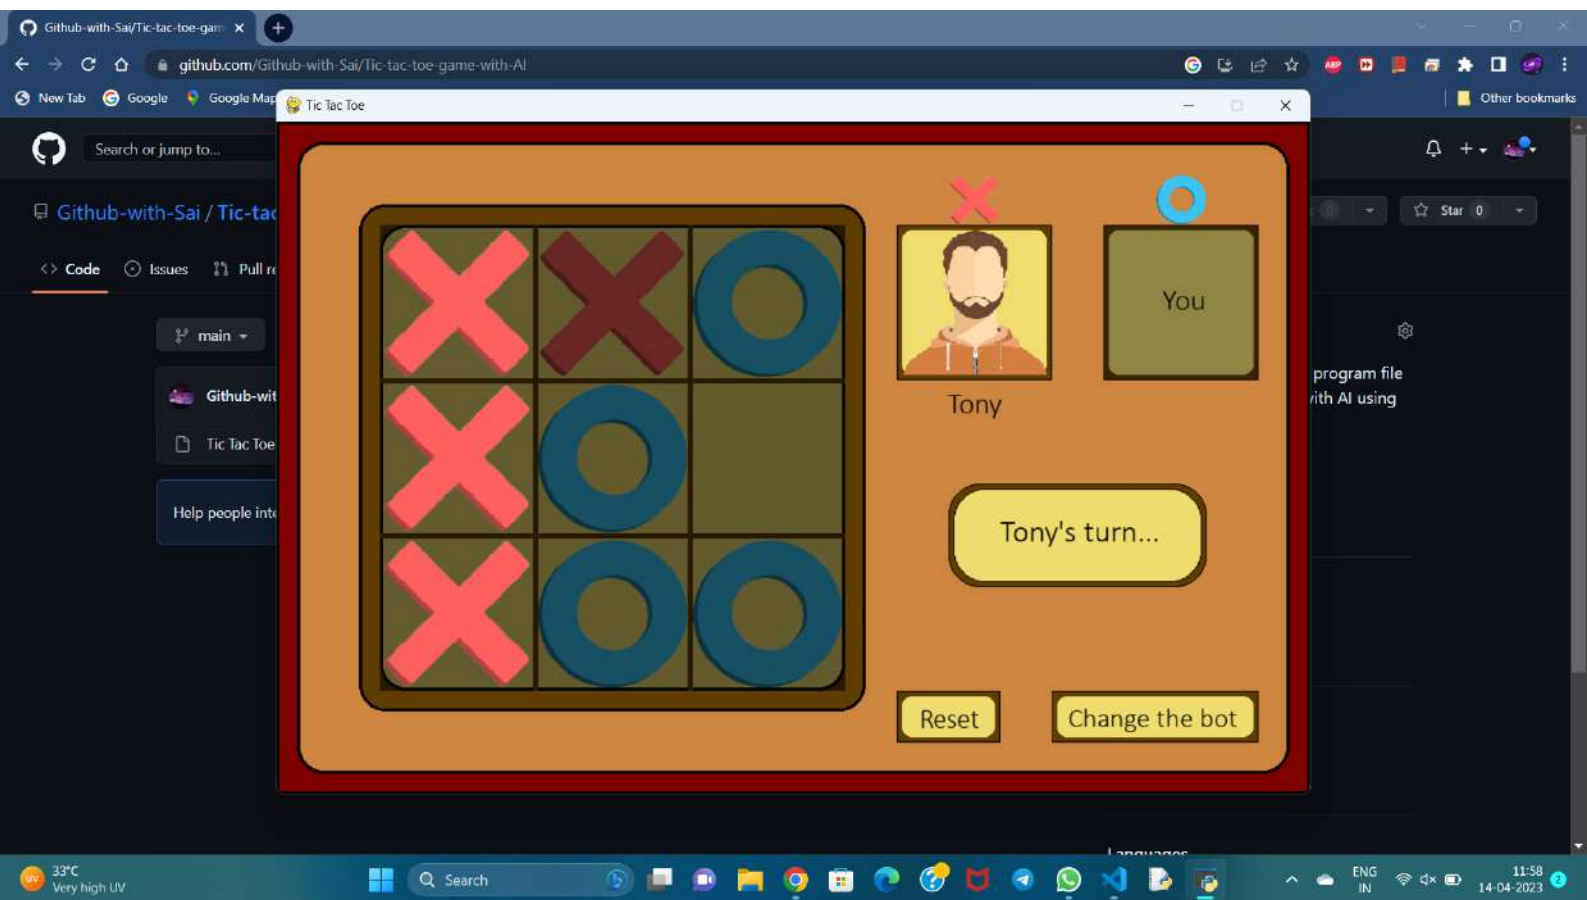 Github-with-Sai/Tic-tac-toe-gam
github.com/Github-with-Sai/Tic-tac-toe-game-with-AI
New Tab Google Google Map Other bookmarks
Tic Tac Toe
Search or jump to...
Github-with-Sai / Tic-tac
Star 0
Code Issues Pull re
You
main
program file
Github-wit
with AI using
Tony
Tic Tac Toe
Help people inte
Tony's turn...
Reset Change the bot
Languages
33°C
Very high UV
Search
ENG
IN
11:58
14-04-2023
2